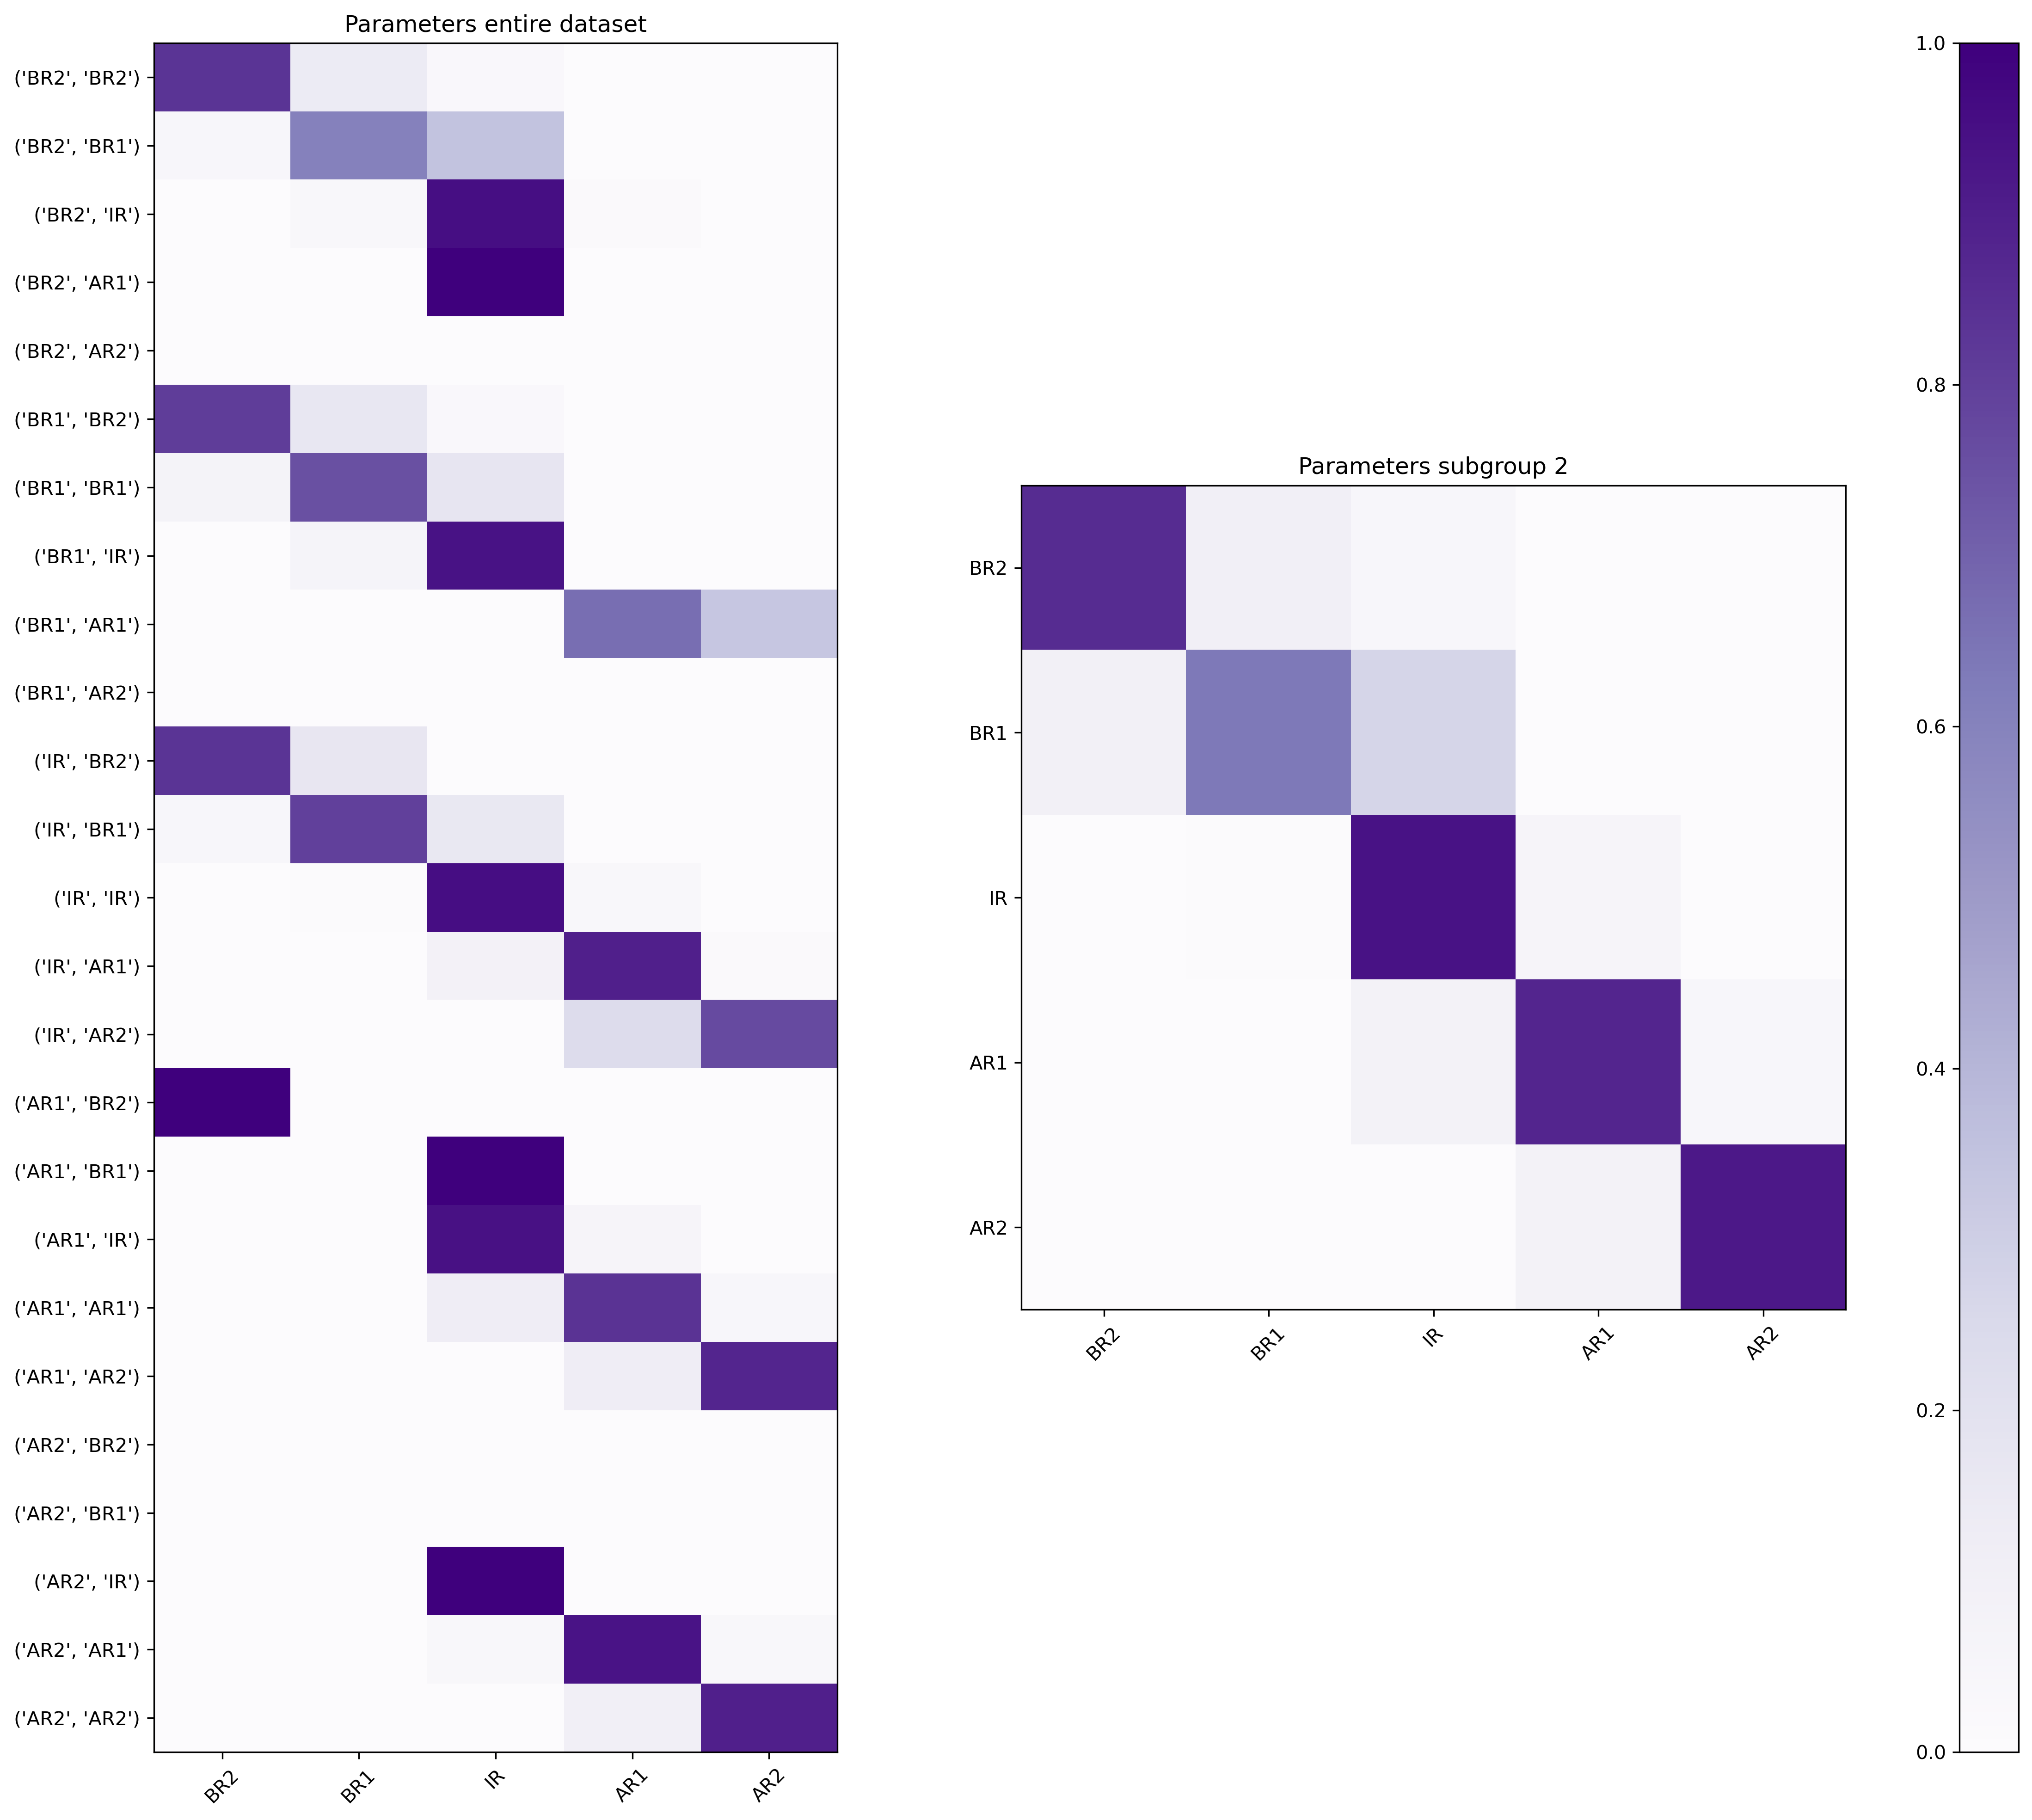 Parameters entire dataset
('BR2', 'BR2')
('BR2', 'BR1')
('BR2', 'IR')
('BR2', 'AR1')
('BR2', 'AR2')
('BR1', 'BR2')
('BR1', 'BR1')
('BR1', 'IR')
('BR1', 'AR1')
('BR1', 'AR2')
('IR', 'BR2')
('IR', 'BR1')
('IR', 'IR')
('IR', 'AR1')
('IR', 'AR2')
('AR1', 'BR2')
('AR1', 'BR1')
('AR1', 'IR')
('AR1', 'AR1')
('AR1', 'AR2')
('AR2', 'BR2')
('AR2', 'BR1')
('AR2', 'IR')
('AR2', 'AR1')
('AR2', 'AR2')
BR2 BR1 IR AR1 AR2
Parameters subgroup 2
BR2
BR1
IR
AR1
AR2
BR2 BR1 IR AR1 AR2
1.0
0.8
0.6
0.4
0.2
0.0